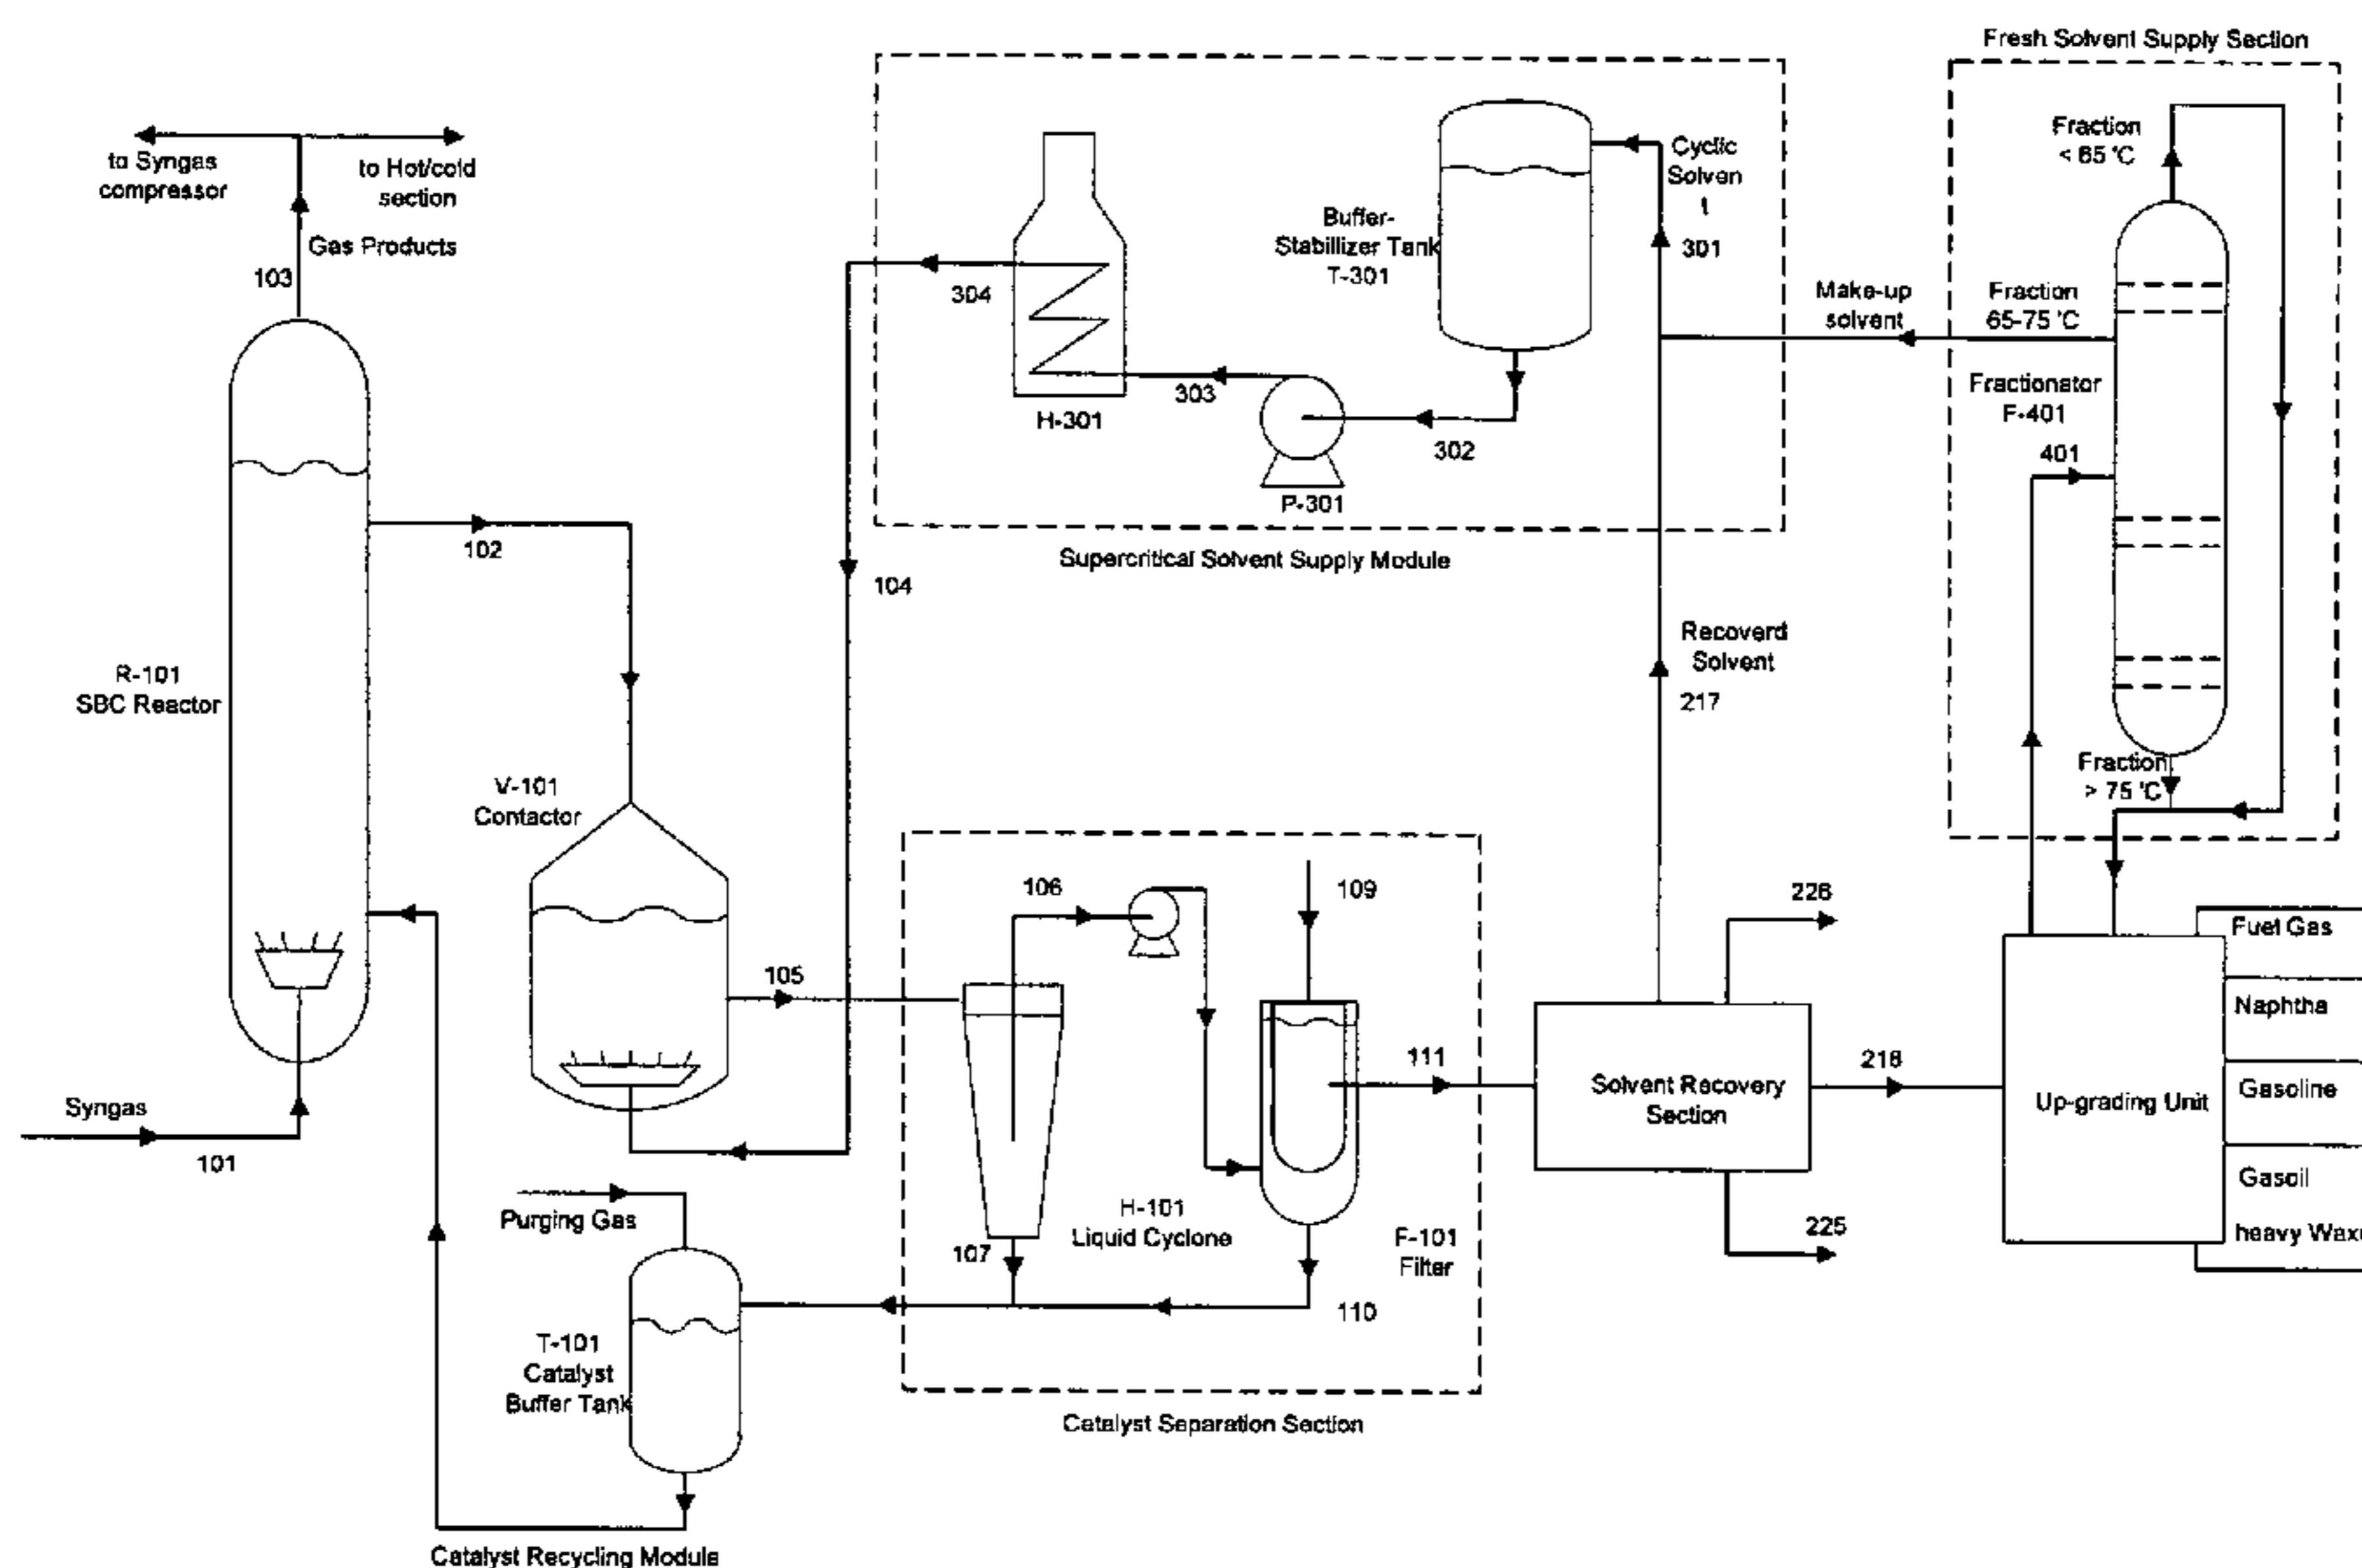 Fresh Solvent Supply Section
to Syngas
compressor
to Hot/cold
section
Gas Products
103
Fraction
< 65 'C
Cyclic
Solven
t
301
Buffer-
Stabillizer Tank
T-301
304
H-301
303
302
P-301
Make-up
solvent
Fraction
65-75 'C
Fractionator
F-401
401
102
Supercritical Solvent Supply Module
104
R-101
SBC Reactor
Recoverd
Solvent
217
V-101
Contactor
Fraction
> 75 'C
106
109
226
Fuel Gas
105
Naphtha
111
Solvent Recovery
Section
218
Up-grading Unit
Gasoline
Syngas
101
Gasoil
Purging Gas
H-101
Liquid Cyclone
107
F-101
Filter
225
heavy Wax
110
T-101
Catalyst
Buffer Tank
Catalyst Separation Section
Catalyst Recycling Module